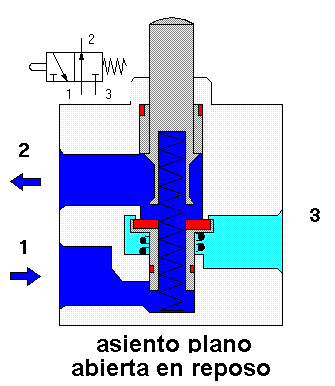 2
1 3
2
3
1
asiento plano
abierta en reposo